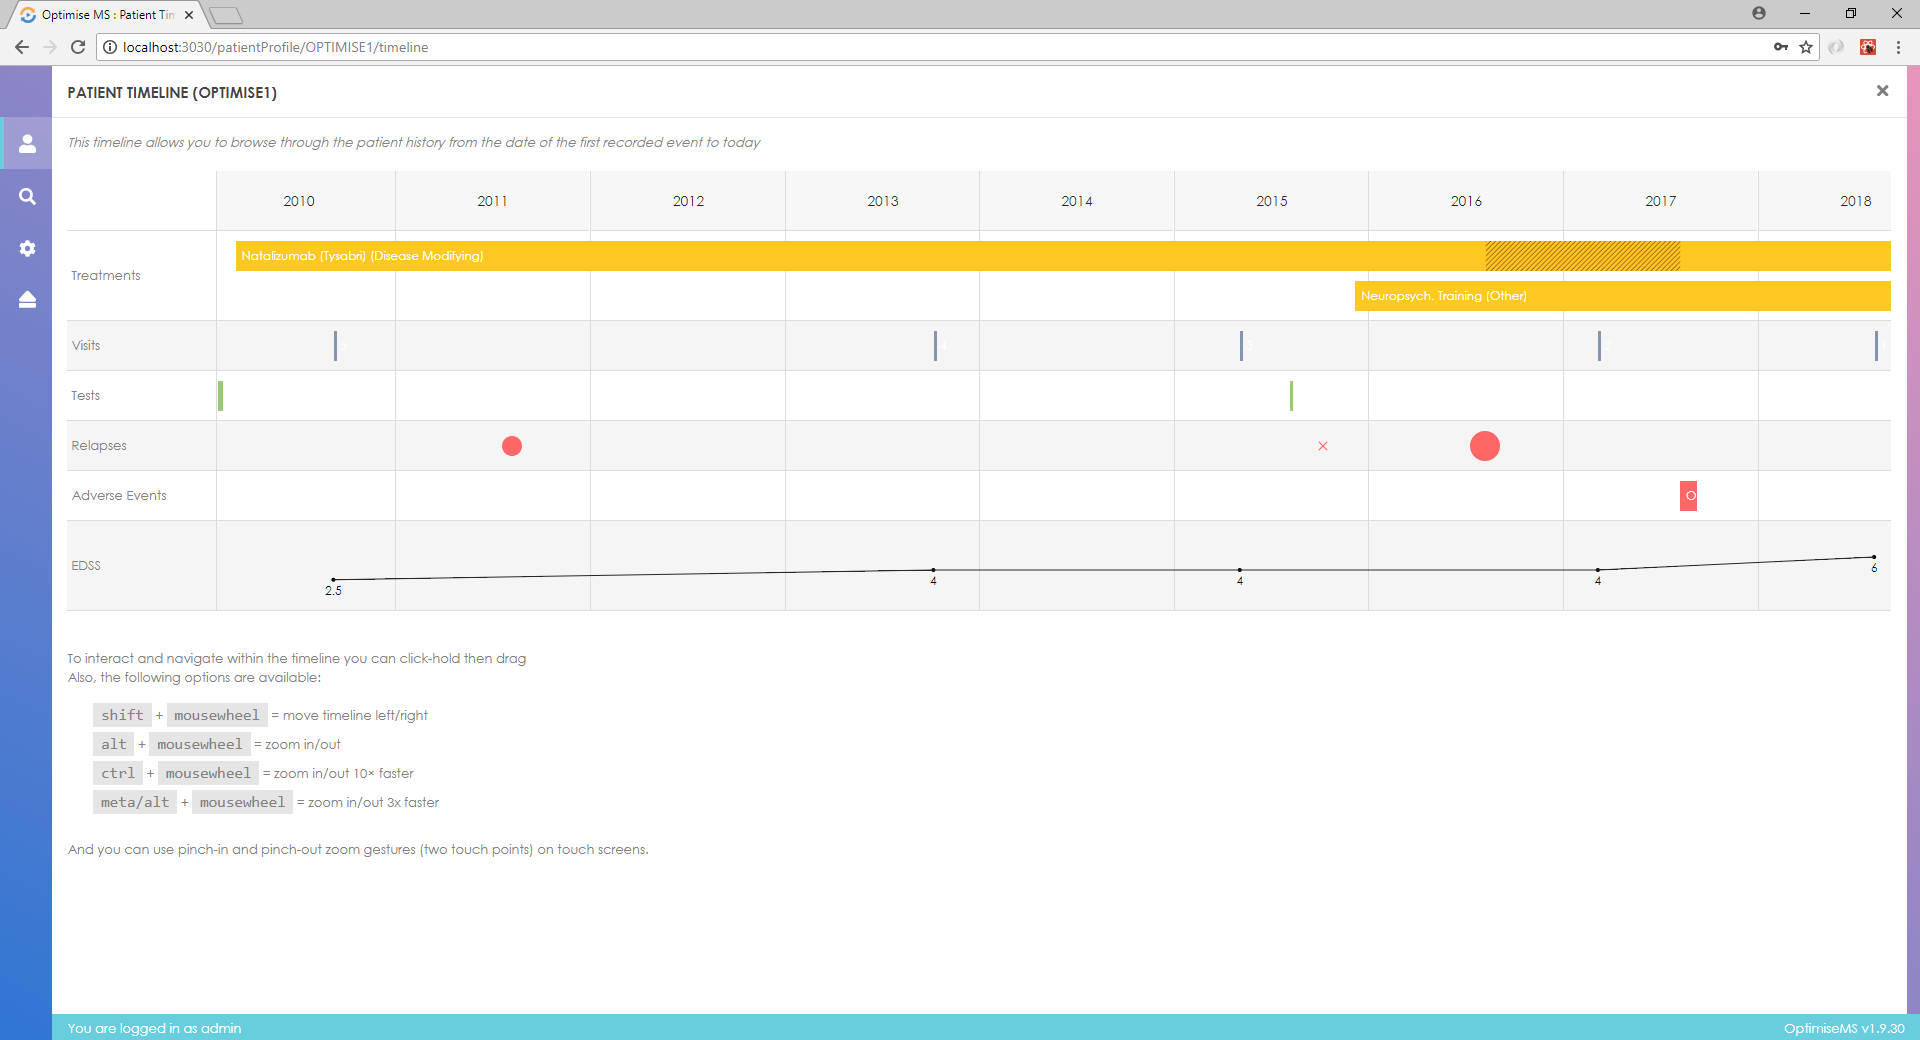 Optimise MS : Patient Tim
localhost:3030/patientProfile/OPTIMISE1/timeline
PATIENT TIMELINE (OPTIMISE1)
This timeline allows you to browse through the patient history from the date of the first recorded event to today
2010 2011 2012 2013 2014 2015 2016 2017 2018
Natalizumab (Tysabri) (Disease Modifying)
Treatments
Neuropsych. Training (Other)
Visits
Tests
Relapses
Adverse Events
O
EDSS
2.5 4 4 4 6
To interact and navigate within the timeline you can click-hold then drag
Also, the following options are available:
shift + mousewheel = move timeline left/right
alt + mousewheel = zoom in/out
ctrl + mousewheel = zoom in/out 10× faster
meta/alt + mousewheel = zoom in/out 3x faster
And you can use pinch-in and pinch-out zoom gestures (two touch points) on touch screens.
You are logged in as admin
OptimiseMS v1.9.30